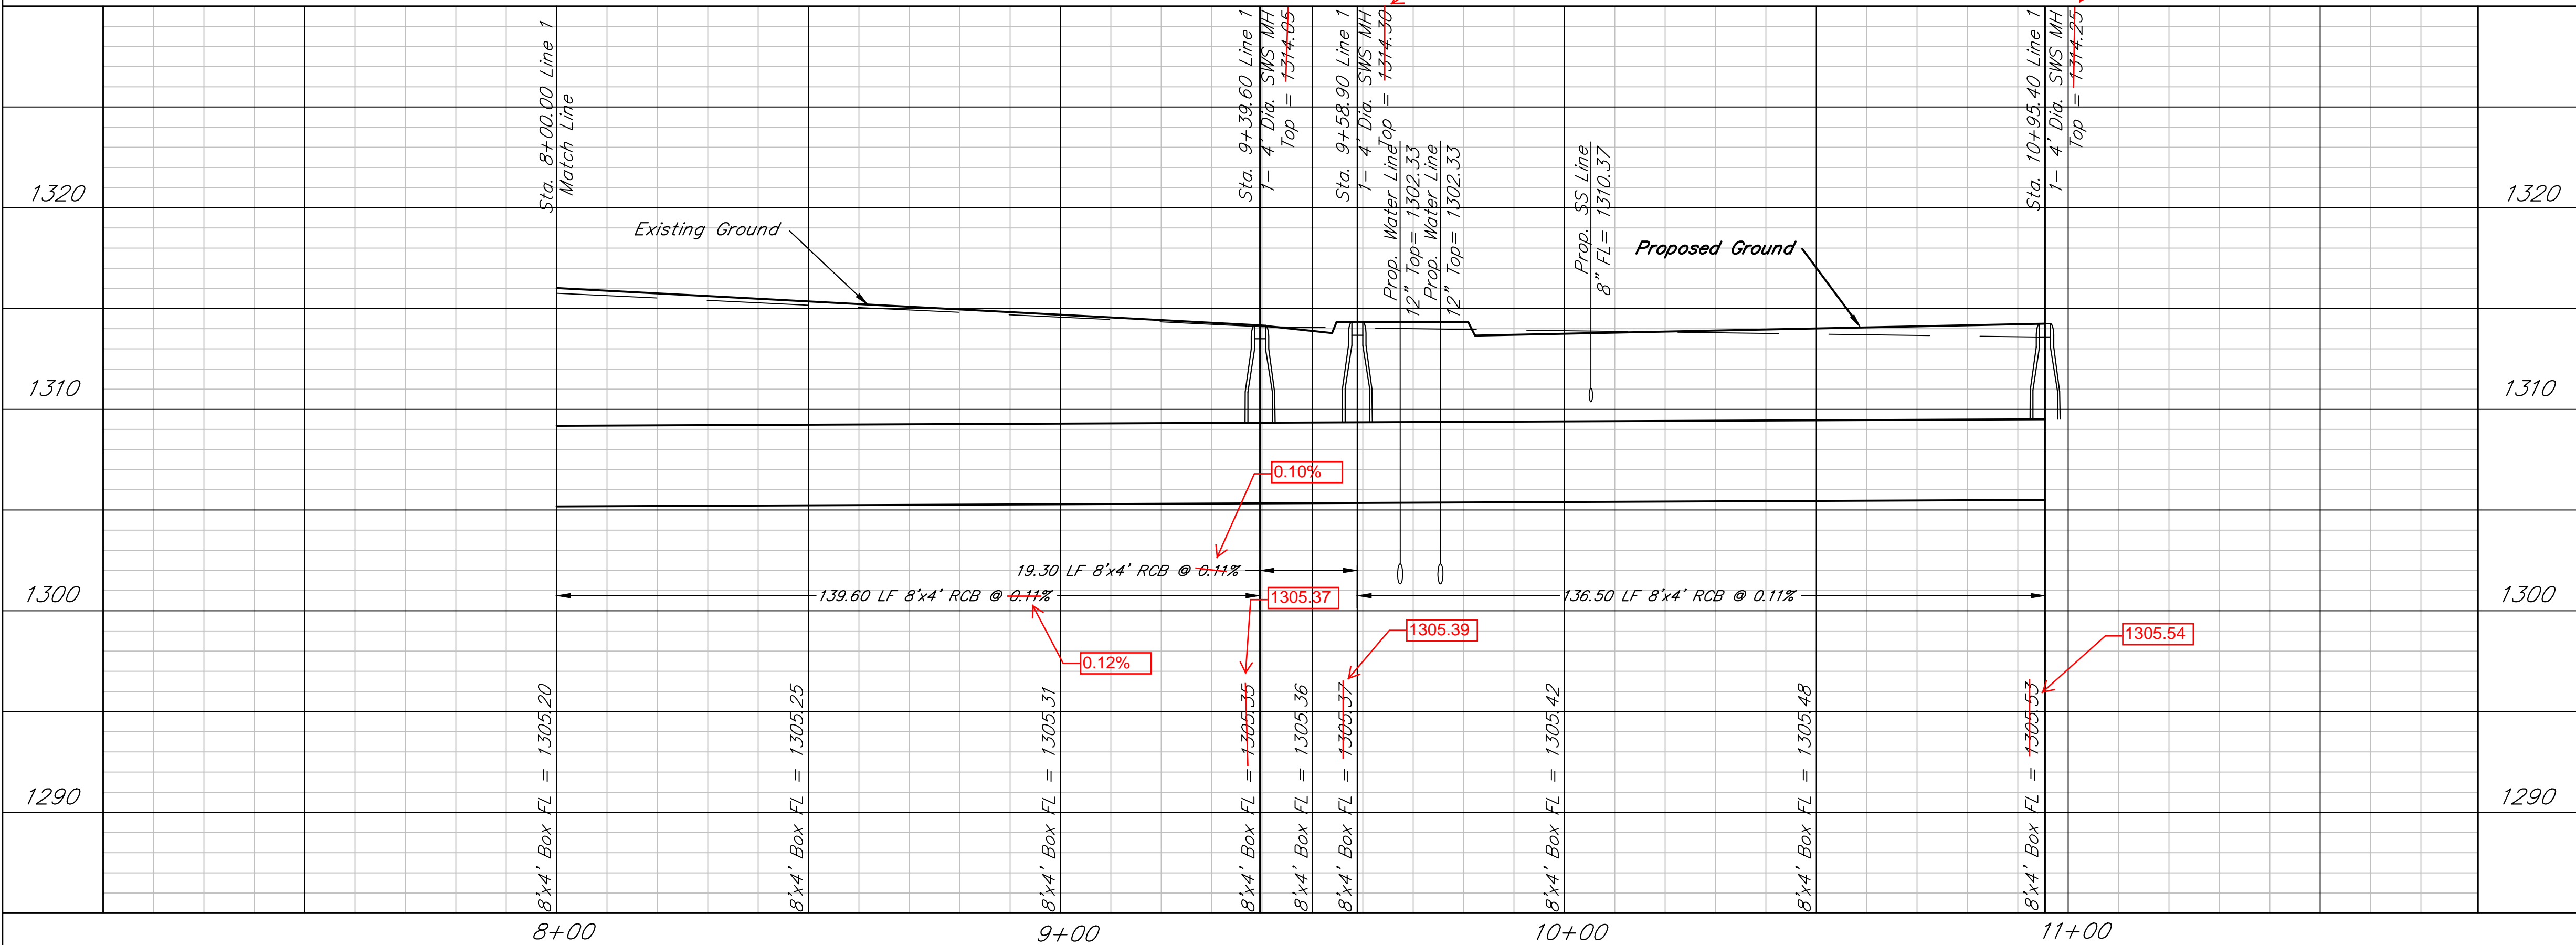 Sta. 8+00.00 Line 1
Match Line
Sta. 9+39.60 Line 1
1- 4' Dia. SWS MH
Top = 1314.05
Sta. 9+58.90 Line 1
1- 4' Dia. SWS MH
Top = 1314.30
Sta. 10+95.40 Line 1
1- 4' Dia. SWS MH
Top = 1314.25
Prop. Water Line
12" Top= 1302.33
Prop. Water Line
12" Top= 1302.33
Prop. SS Line
8" FL= 1310.37
1320
1320
Existing Ground
Proposed Ground
1310
1310
0.10%
19.30 LF 8'x4' RCB @ 0.11%
139.60 LF 8'x4' RCB @ 0.11%
1305.37
136.50 LF 8'x4' RCB @ 0.11%
1300
1300
1305.39
1305.54
0.12%
8'x4' Box FL = 1305.20
8'x4' Box FL = 1305.25
8'x4' Box FL = 1305.31
8'x4' Box FL = 1305.35
8'x4' Box FL = 1305.36
8'x4' Box FL = 1305.37
8'x4' Box FL = 1305.42
8'x4' Box FL = 1305.48
8'x4' Box FL = 1305.53
1290
1290
8+00
9+00
10+00
11+00